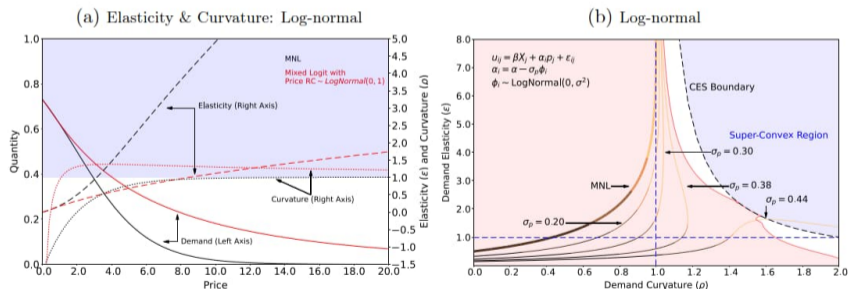 (a) Elasticity & Curvature: Log-normal
1.0
0.8
0.6
0.4
0.2
0.0
Quantity
0.0
2.0
4.0
6.0
8.0
10.0
12.0
14.0
16.0
18.0
20.0
Price
5.0
4.5
4.0
3.5
3.0
2.5
2.0
1.5
1.0
0.5
0.0
−0.5
−1.0
−1.5
Elasticity (ε) and Curvature (ρ)
MNL
Mixed Logit with
Price RC ~ LogNormal(0, 1)
Elasticity (Right Axis)
Curvature (Right Axis)
Demand (Left Axis)
(b) Log-normal
8.0
7.0
6.0
5.0
4.0
3.0
2.0
1.0
0.0
Demand Elasticity (ε)
0.0
0.2
0.4
0.6
0.8
1.0
1.2
1.4
1.6
1.8
2.0
Demand Curvature (ρ)
u_ij = βX_j + α_i p_j + ε_ij
α_i = α − σ_p ϕ_i
ϕ_i ~ LogNormal(0, σ²)
CES Boundary
Super-Convex Region
σ_p = 0.30
MNL
σ_p = 0.38
σ_p = 0.44
σ_p = 0.20